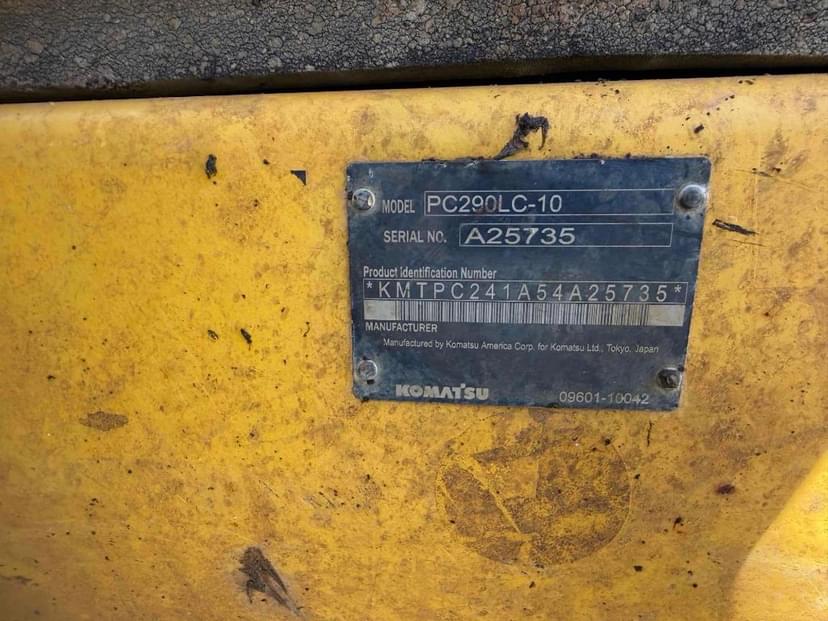 MODEL PC290LC-10
SERIAL NO. A25735
Product Identification Number
*KMTPC241A54A25735*
MANUFACTURER
Manufactured by Komatsu America Corp. for Komatsu Ltd., Tokyo, Japan
KOMATSU 09601-10042